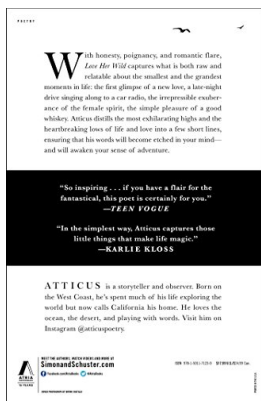 POETRY
With honesty, poignancy, and romantic flare,
Love Her Wild captures what is both raw and
relatable about the smallest and the grandest
moments in life: the first glimpse of a new love, a late-night
drive singing along to a car radio, the irrepressible exuber-
ance of the female spirit, the simple pleasure of a good
whiskey. Atticus distills the most exhilarating highs and the
heartbreaking lows of life and love into a few short lines,
ensuring that his words will become etched in your mind—
and will awaken your sense of adventure.
“So inspiring . . . if you have a flair for the
fantastical, this poet is certainly for you.”
—TEEN VOGUE
“In the simplest way, Atticus captures those
little things that make life magic.”
—KARLIE KLOSS
ATTICUS is a storyteller and observer. Born on
the West Coast, he’s spent much of his life exploring the
world but now calls California his home. He loves the
ocean, the desert, and playing with words. Visit him on
Instagram @atticuspoetry.
MEET THE AUTHORS, WATCH VIDEOS AND MORE AT
SimonandSchuster.com
ATRIA